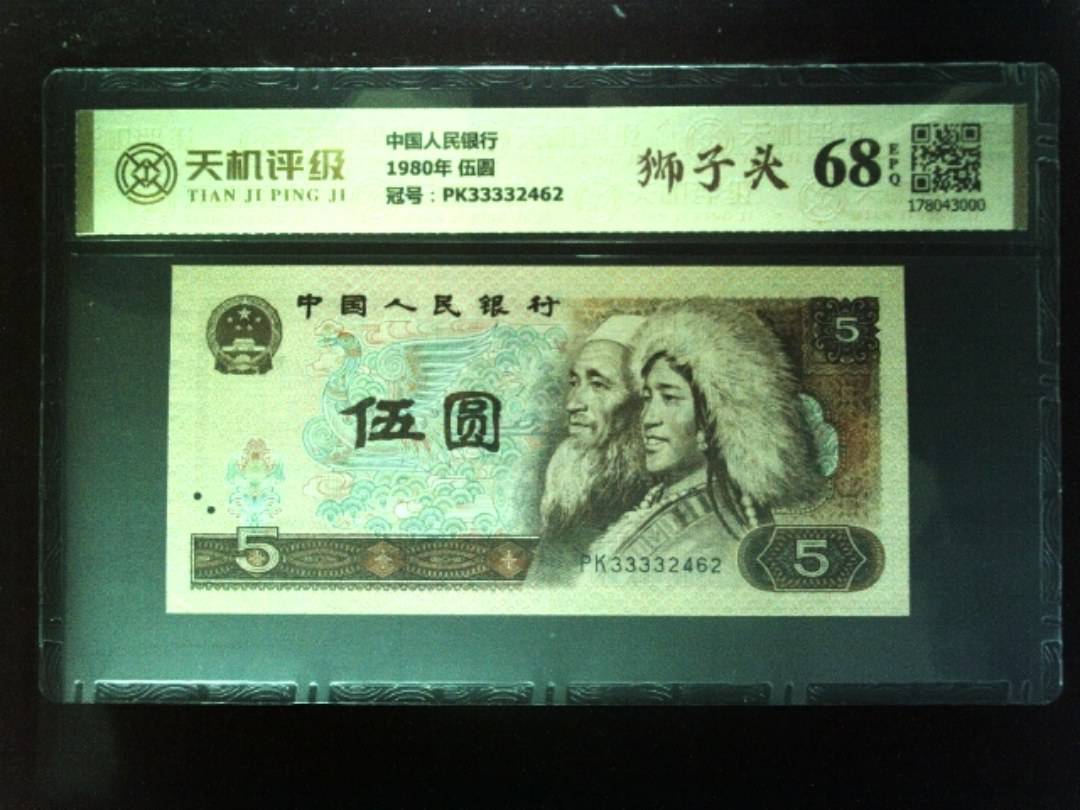 天机评级
TIAN JI PING JI
中国人民银行
1980年 伍圆
冠号：PK33332462
狮子头
68
EPQ
178043000
中国人民银行
5
伍圆
5
PK33332462
5